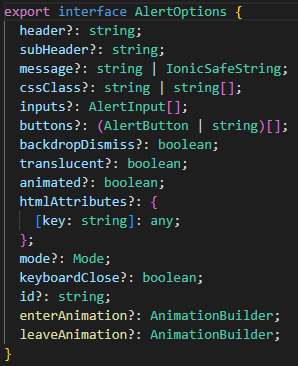 export interface AlertOptions {
  header?: string;
  subHeader?: string;
  message?: string | IonicSafeString;
  cssClass?: string | string[];
  inputs?: AlertInput[];
  buttons?: (AlertButton | string)[];
  backdropDismiss?: boolean;
  translucent?: boolean;
  animated?: boolean;
  htmlAttributes?: {
    [key: string]: any;
  };
  mode?: Mode;
  keyboardClose?: boolean;
  id?: string;
  enterAnimation?: AnimationBuilder;
  leaveAnimation?: AnimationBuilder;
}